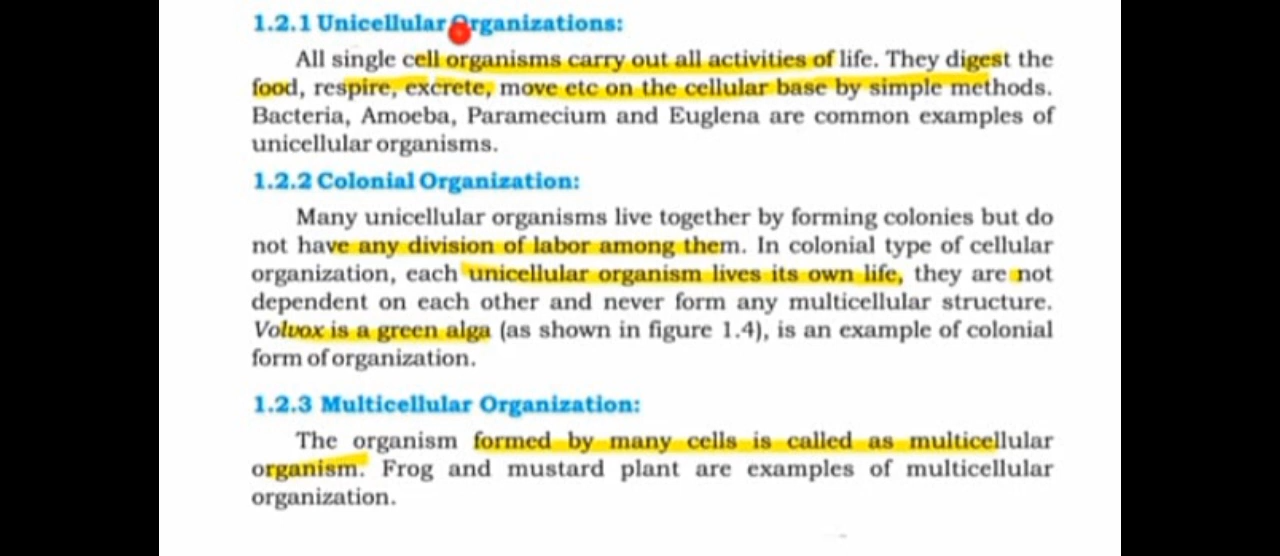 1.2.1 Unicellular Organizations:
All single cell organisms carry out all activities of life. They digest the
food, respire, excrete, move etc on the cellular base by simple methods.
Bacteria, Amoeba, Paramecium and Euglena are common examples of
unicellular organisms.
1.2.2 Colonial Organization:
Many unicellular organisms live together by forming colonies but do
not have any division of labor among them. In colonial type of cellular
organization, each unicellular organism lives its own life, they are not
dependent on each other and never form any multicellular structure.
Volvox is a green alga (as shown in figure 1.4), is an example of colonial
form of organization.
1.2.3 Multicellular Organization:
The organism formed by many cells is called as multicellular
organism. Frog and mustard plant are examples of multicellular
organization.